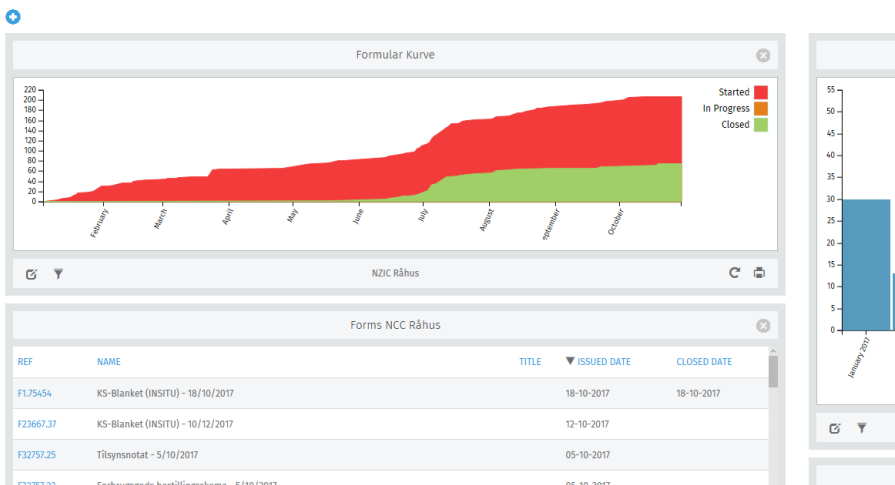 Formular Kurve
220
200
180
160
140
120
100
80
60
40
20
0
February
March
April
May
June
July
August
eptember
October
Started
In Progress
Closed
NZIC Råhus
Forms NCC Råhus
REF NAME TITLE ▼ ISSUED DATE CLOSED DATE
F1.75454 KS-Blanket (INSITU) - 18/10/2017 18-10-2017 18-10-2017
F23667.37 KS-Blanket (INSITU) - 10/12/2017 12-10-2017
F32757.25 Tilsynsnotat - 5/10/2017 05-10-2017
55
50
45
40
35
30
25
20
15
10
5
0
January 2017